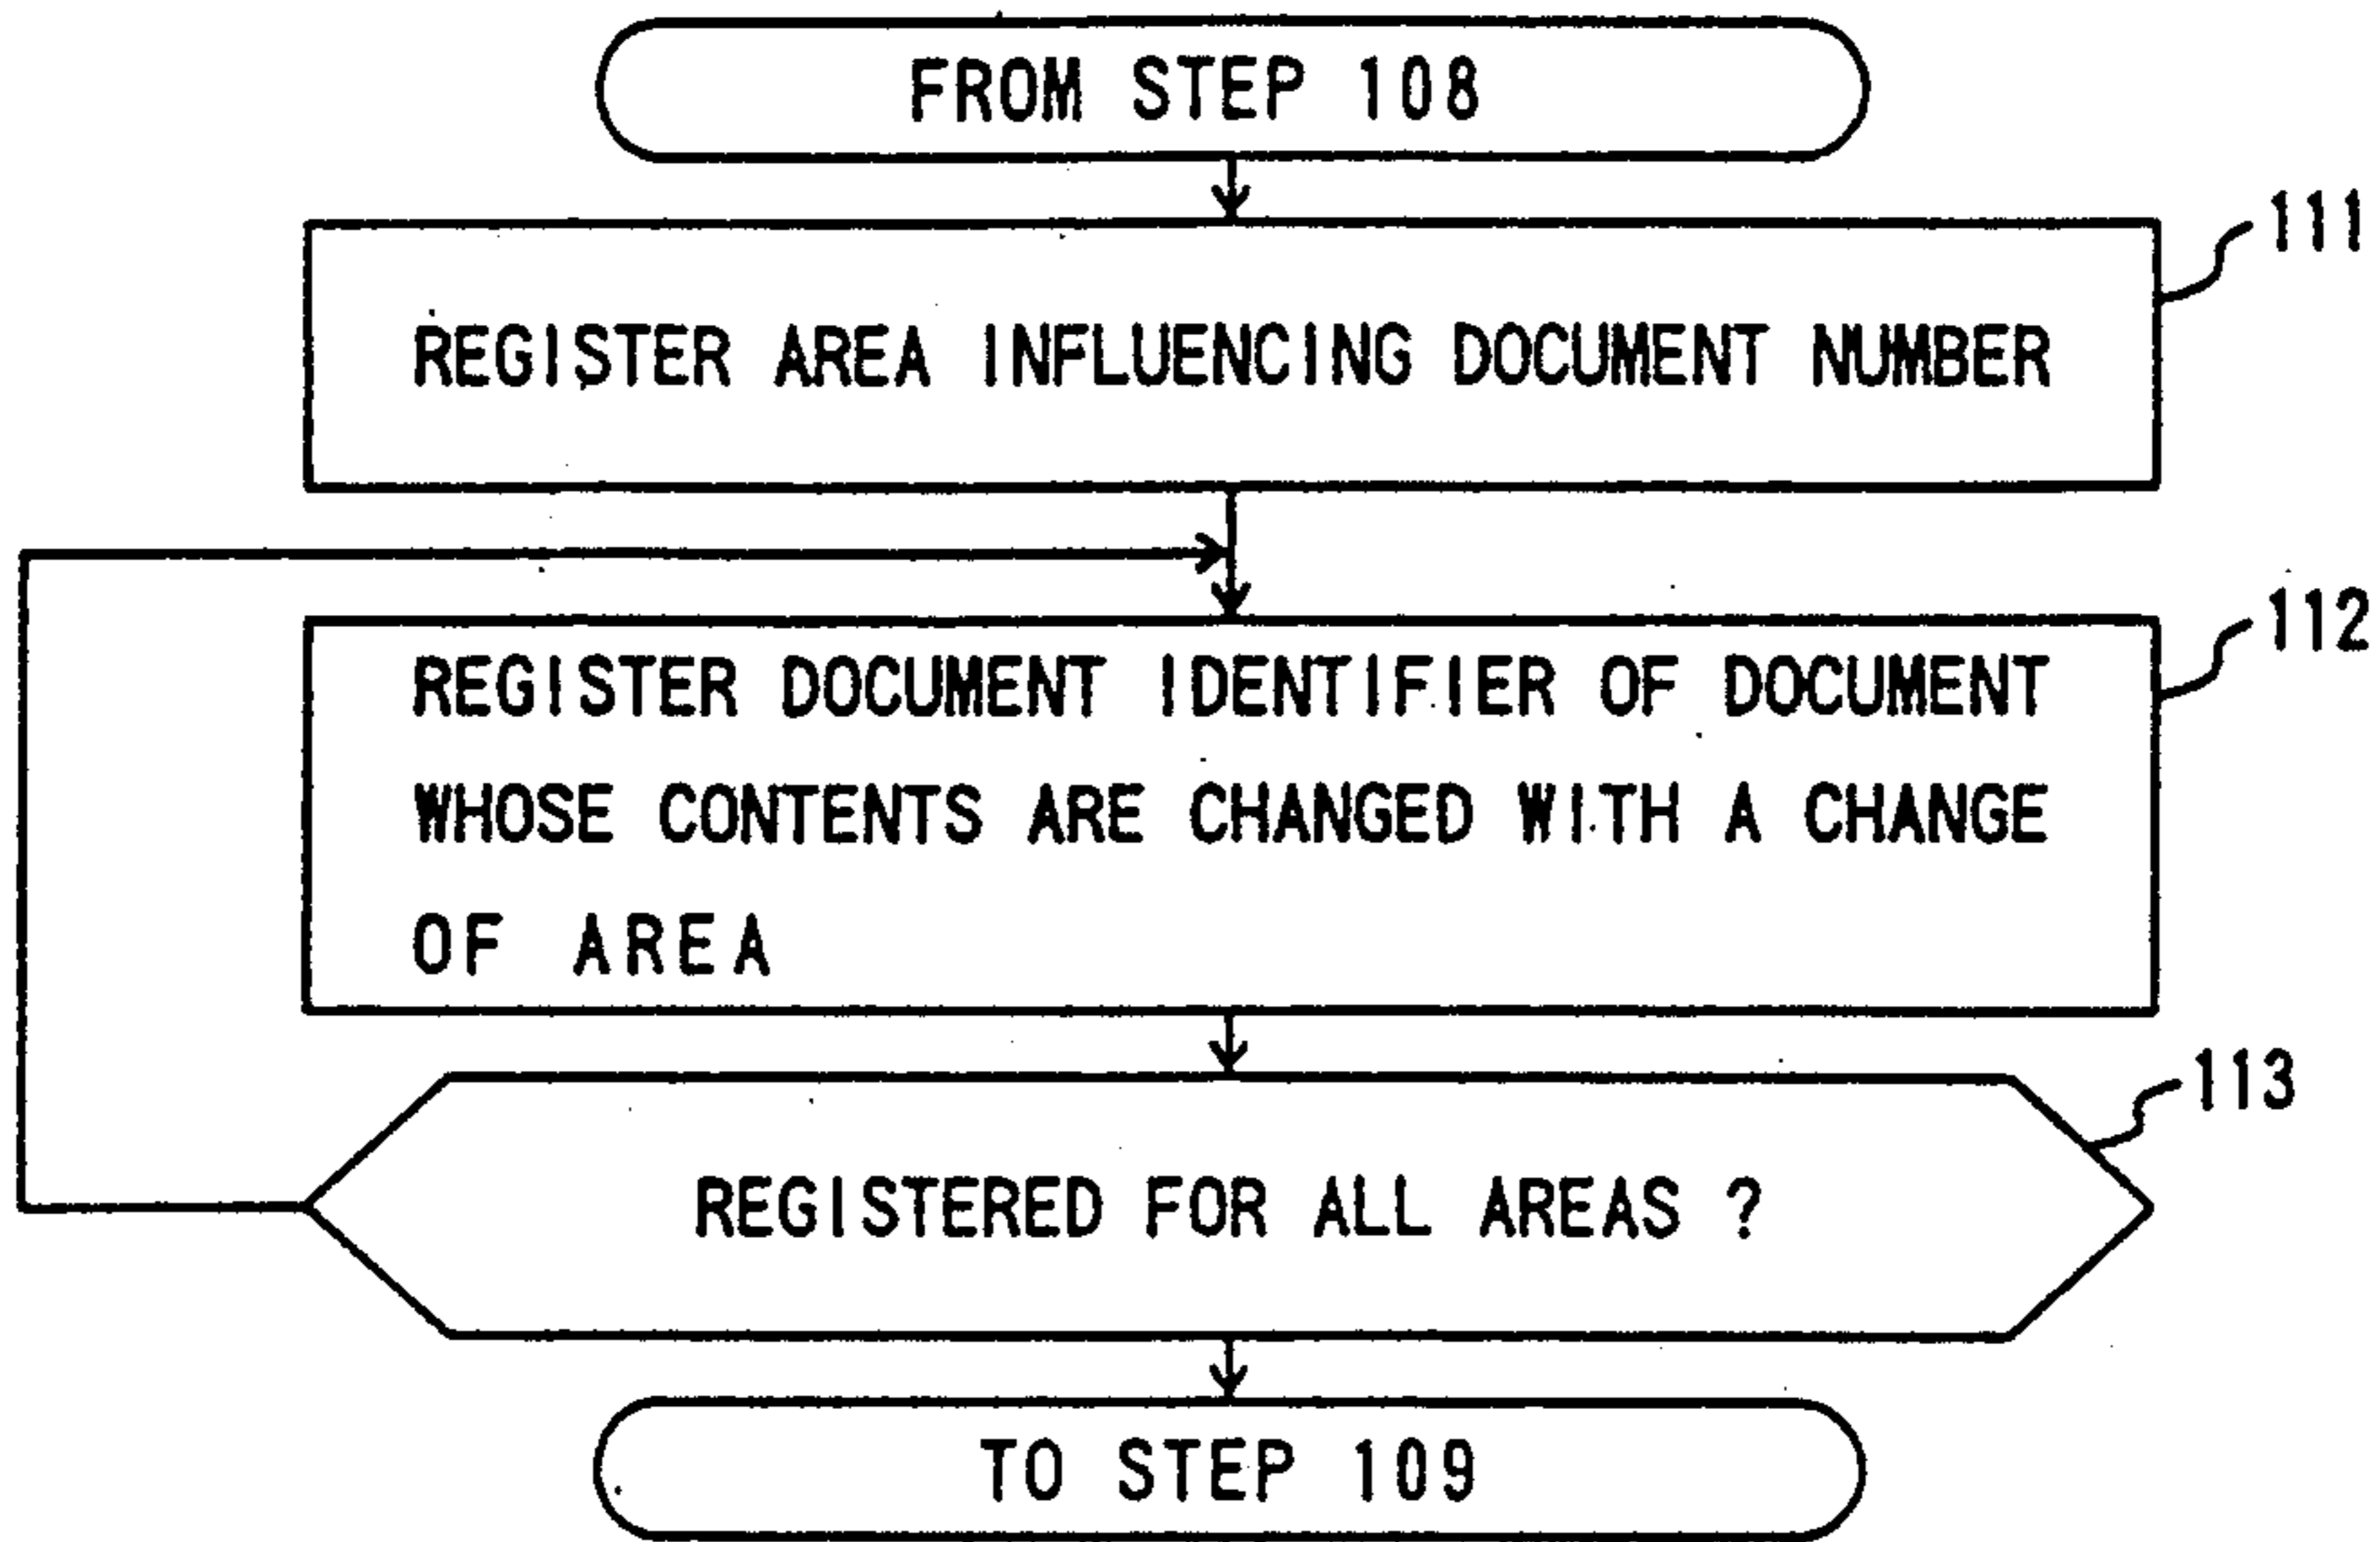 FROM STEP 108
111
REGISTER AREA INFLUENCING DOCUMENT NUMBER
112
REGISTER DOCUMENT IDENTIFIER OF DOCUMENT
WHOSE CONTENTS ARE CHANGED WITH A CHANGE
OF AREA
113
REGISTERED FOR ALL AREAS ?
TO STEP 109